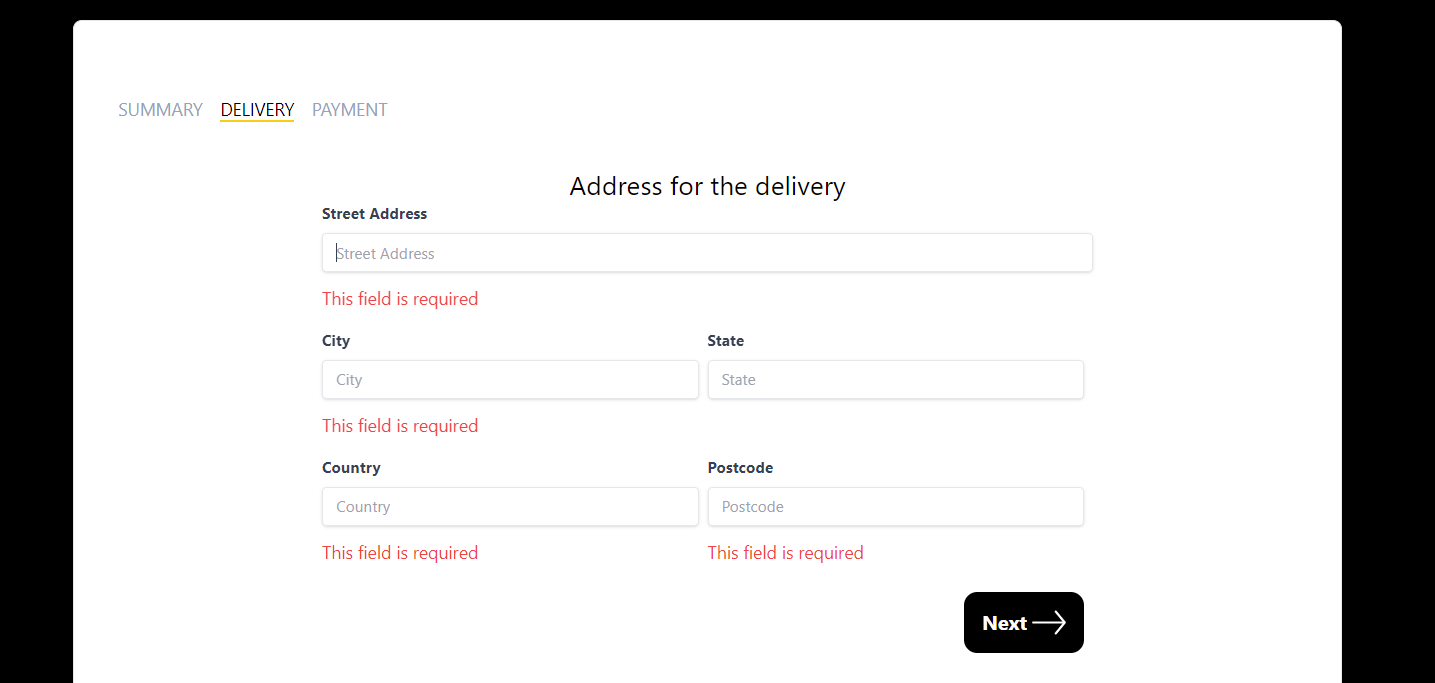 SUMMARY DELIVERY PAYMENT
Address for the delivery
Street Address
Street Address
This field is required
City State
City State
This field is required
Country Postcode
Country Postcode
This field is required This field is required
Next